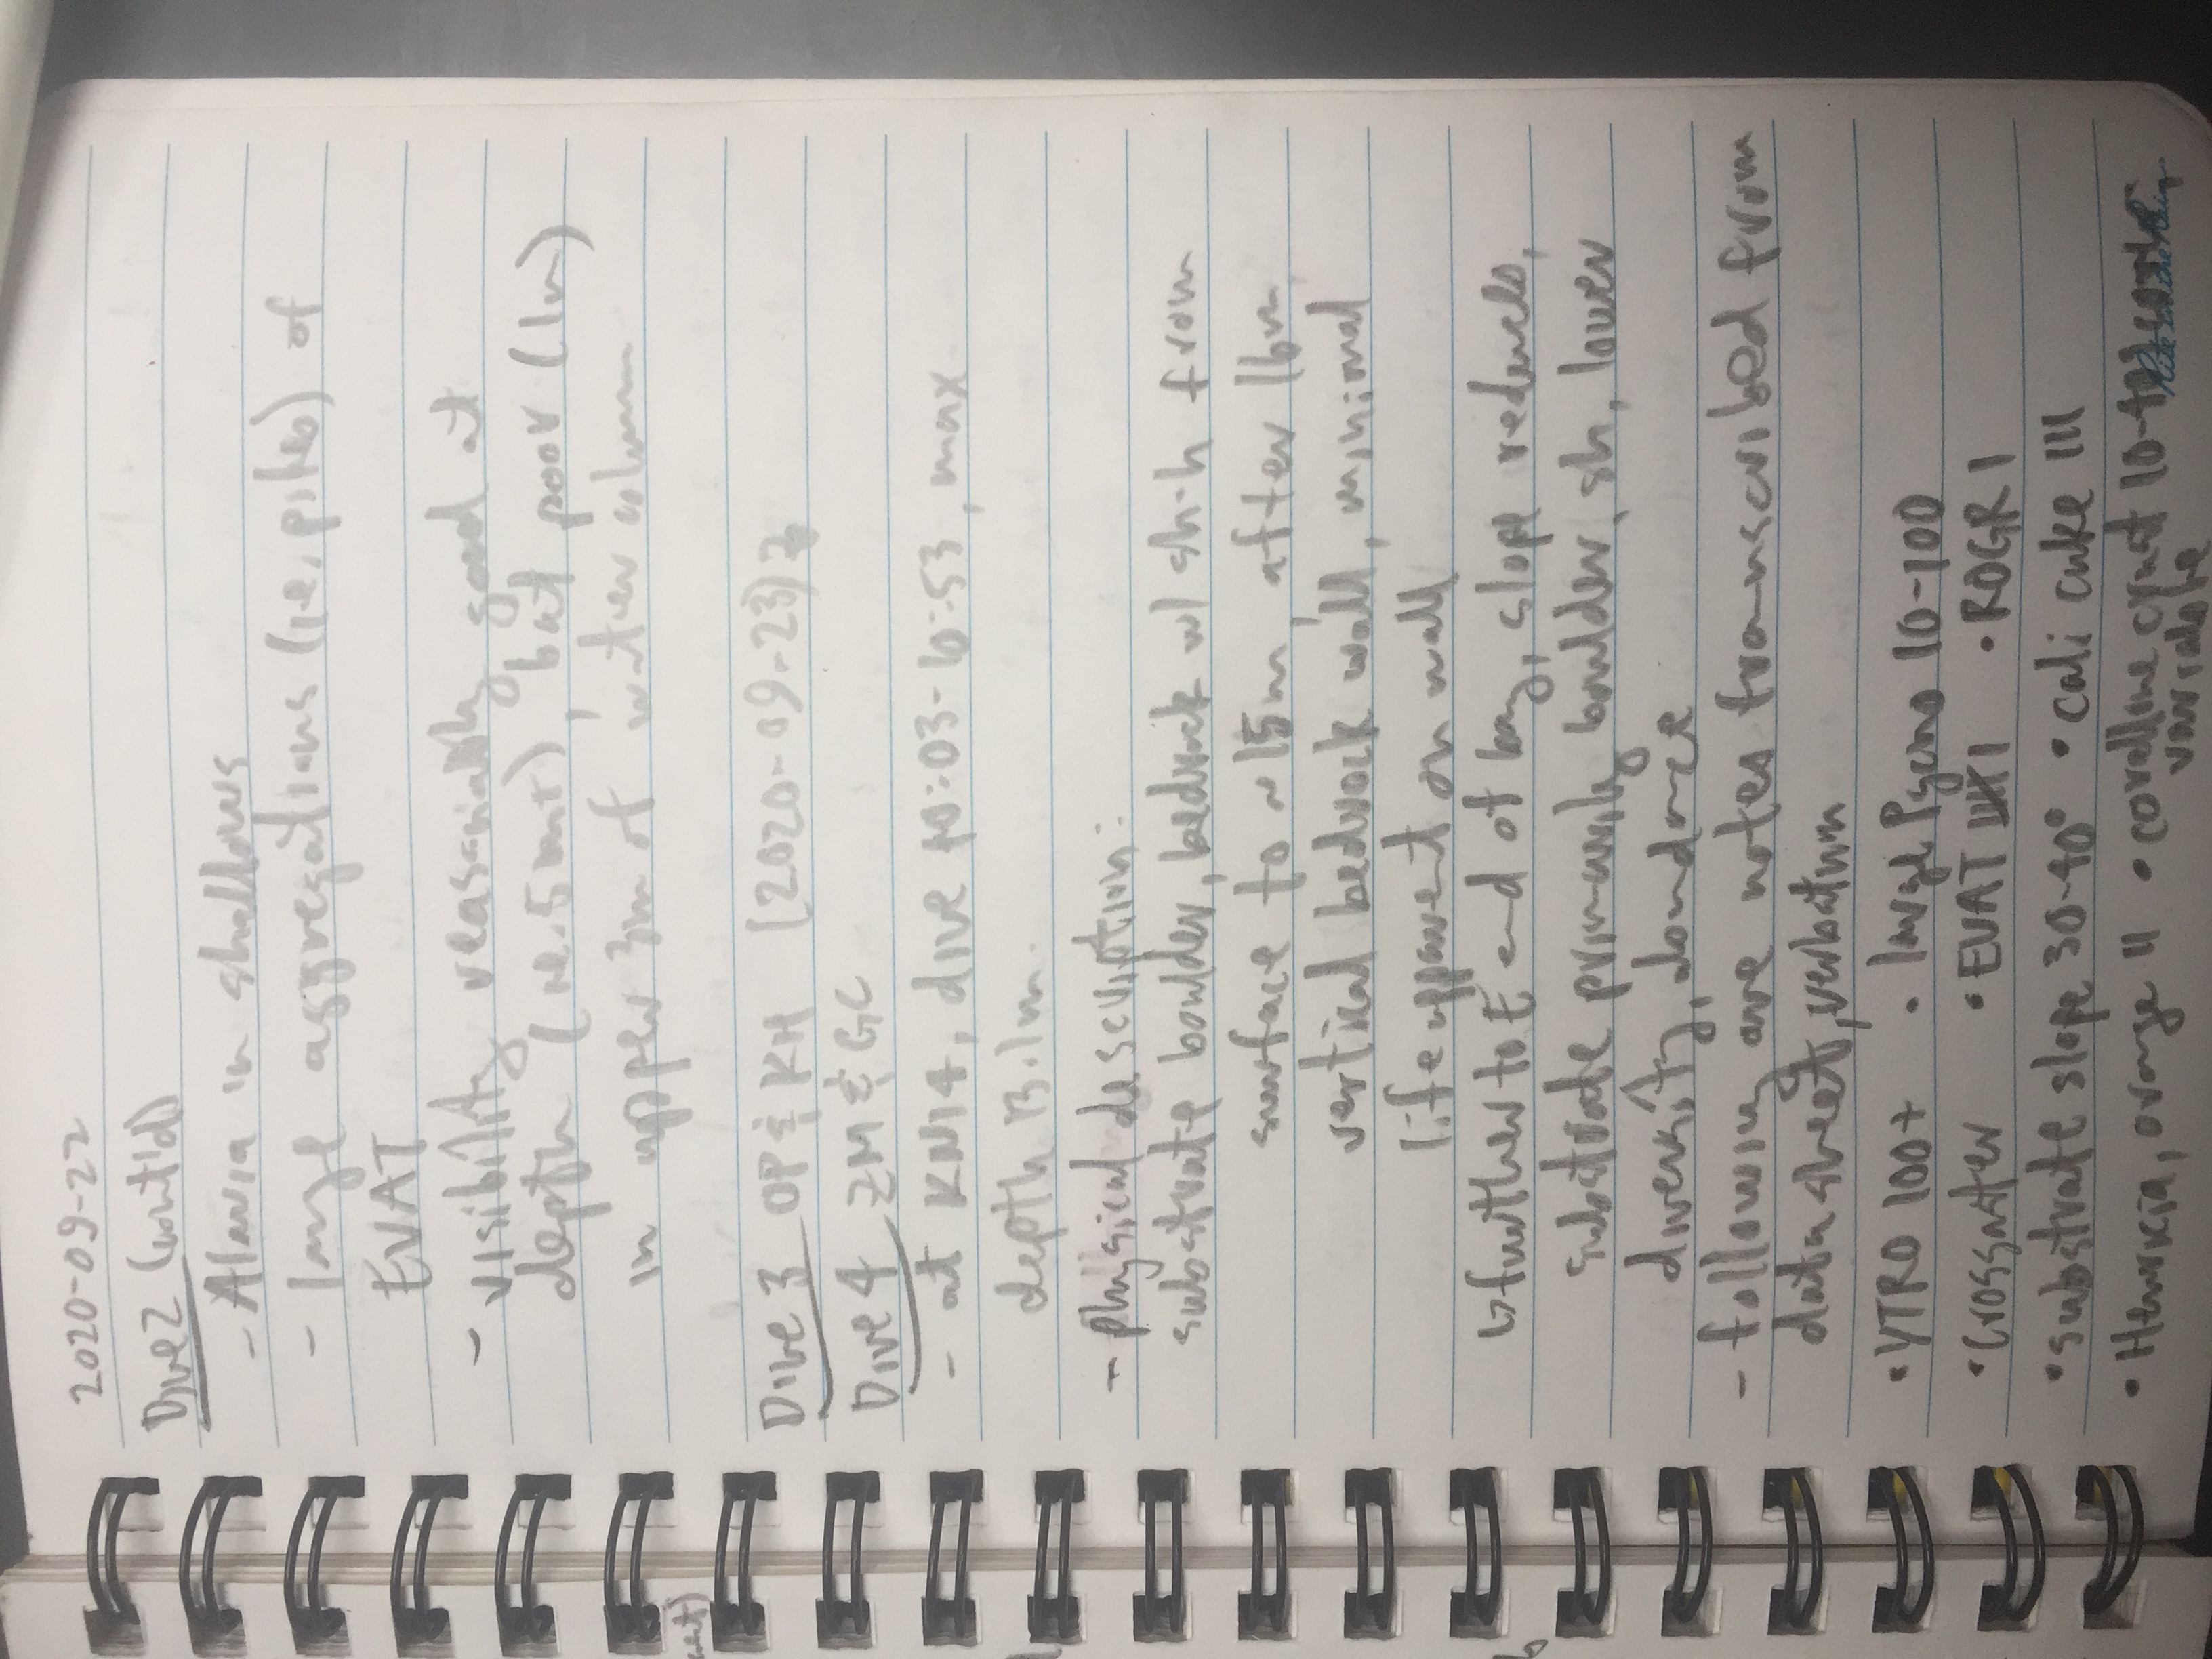 2020-09-22
Dive 2 (cont'd)
- Alaria in shallows
- large aggregations (i.e. piles) of
EVAT
- visibility reasonably good at
depth (i.e. 5m+), but poor (1m)
in upper 3m of water column
Dive 3 OP & KH (2020-09-23)
Dive 4 ZM & GC
- at KN14, dive 10:03-10:53, max
depth 13.1m.
- physical description:
substrate boulder, bedrock w/ sh-h from
surface to ~15m, after 16m
vertical bedrock wall, minimal
life apparent on wall
↳ further to E end of bay, slope reduces,
substrate primarily boulder, sh, lower
diversity, abundance
- following are notes transcribed from
data sheet, verbatum
• YTRO 100+ • large Pycno 10-100
• Crossaster • EVAT 卌 I • ROGR I
• substrate slope 30-40° • cali cuke III
• Henricia, orange II • coralline crust 10-40%
variable
Rite in the Rain